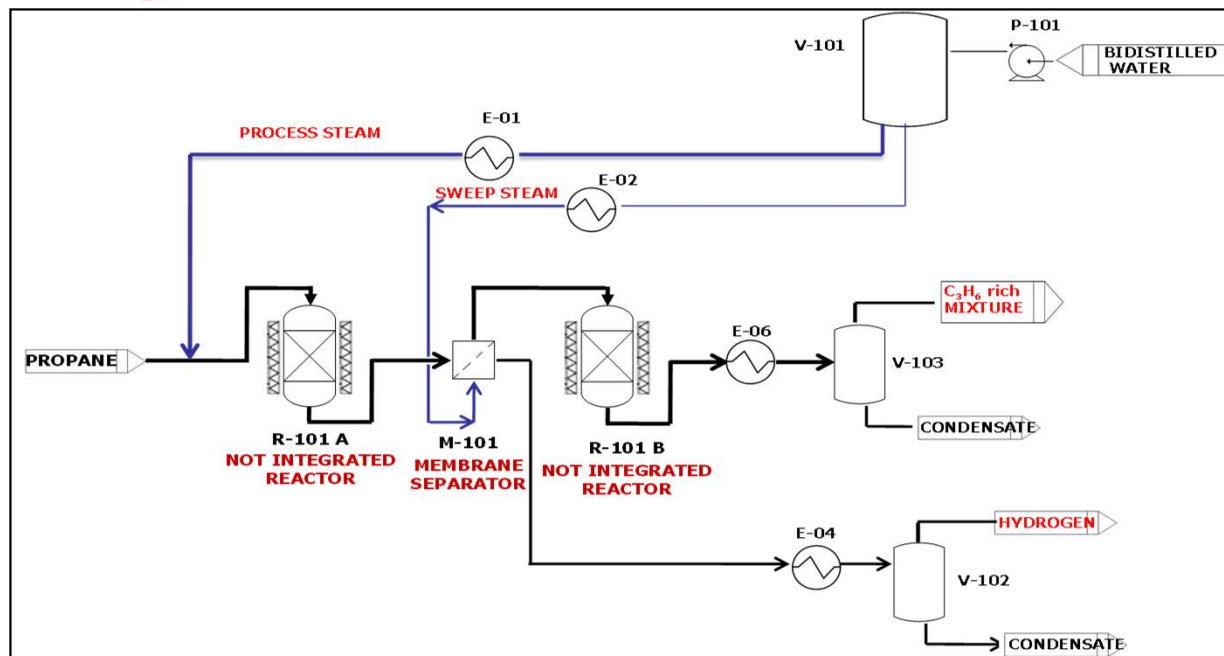 P-101
V-101
BIDISTILLED
WATER
E-01
PROCESS STEAM
E-02
SWEEP STEAM
C₃H₆ rich
MIXTURE
E-06
PROPANE
V-103
CONDENSATE
R-101 A
NOT INTEGRATED
REACTOR
M-101
MEMBRANE
SEPARATOR
R-101 B
NOT INTEGRATED
REACTOR
HYDROGEN
E-04
V-102
CONDENSATE